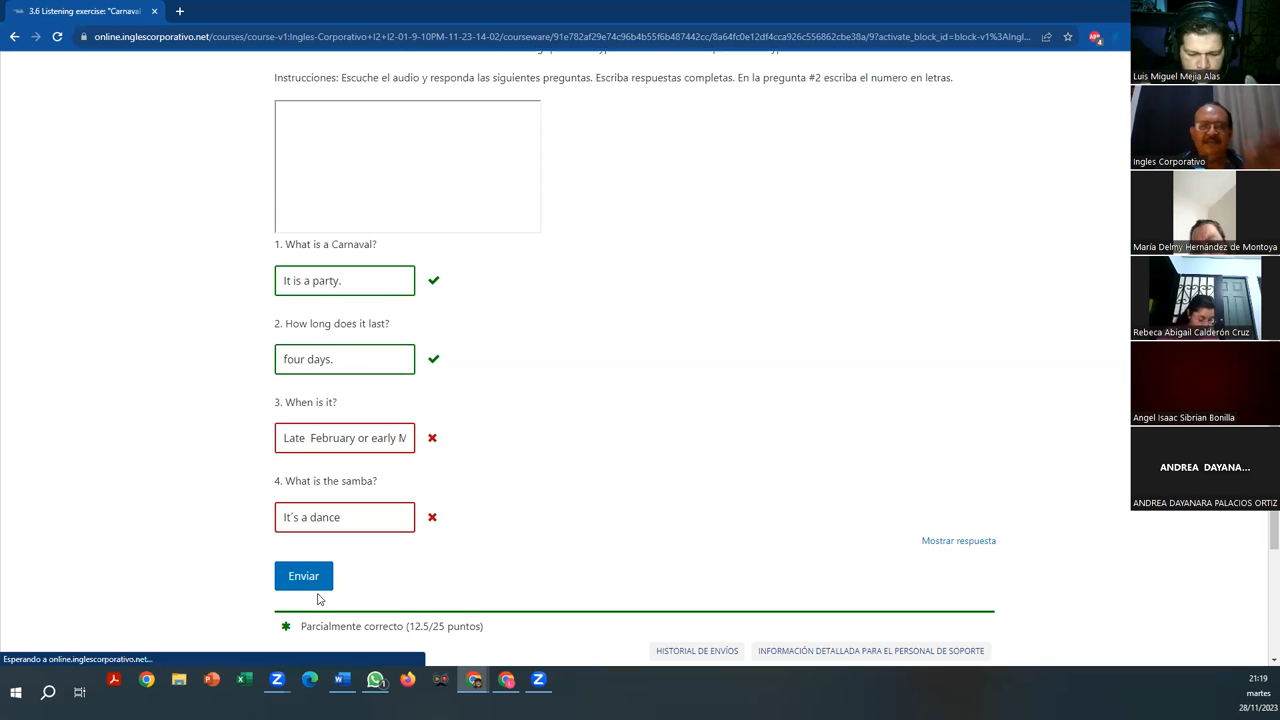 3.6 Listening exercise: "Carnaval
online.inglescorporativo.net/courses/course-v1:Ingles-Corporativo+I2+I2-01-9-10PM-11-23-14-02/courseware/91e782af29e74c96b4b55f6b487442cc/8a64fc0e12df4cca926c556862cbe38a/9?activate_block_id=block-v1%3AIngl...
Instrucciones: Escuche el audio y responda las siguientes preguntas. Escriba respuestas completas. En la pregunta #2 escriba el numero en letras.
1. What is a Carnaval?
It is a party.
2. How long does it last?
four days.
3. When is it?
Late  February or early M
4. What is the samba?
It´s a dance
Mostrar respuesta
Enviar
Parcialmente correcto (12.5/25 puntos)
HISTORIAL DE ENVÍOS
INFORMACIÓN DETALLADA PARA EL PERSONAL DE SOPORTE
Esperando a online.inglescorporativo.net...
Luis Miguel Mejia Alas
Ingles Corporativo
María Delmy Hernández de Montoya
Rebeca Abigail Calderón Cruz
Angel Isaac Sibrian Bonilla
ANDREA DAYANA...
ANDREA DAYANARA PALACIOS ORTIZ
21:19
martes
28/11/2023